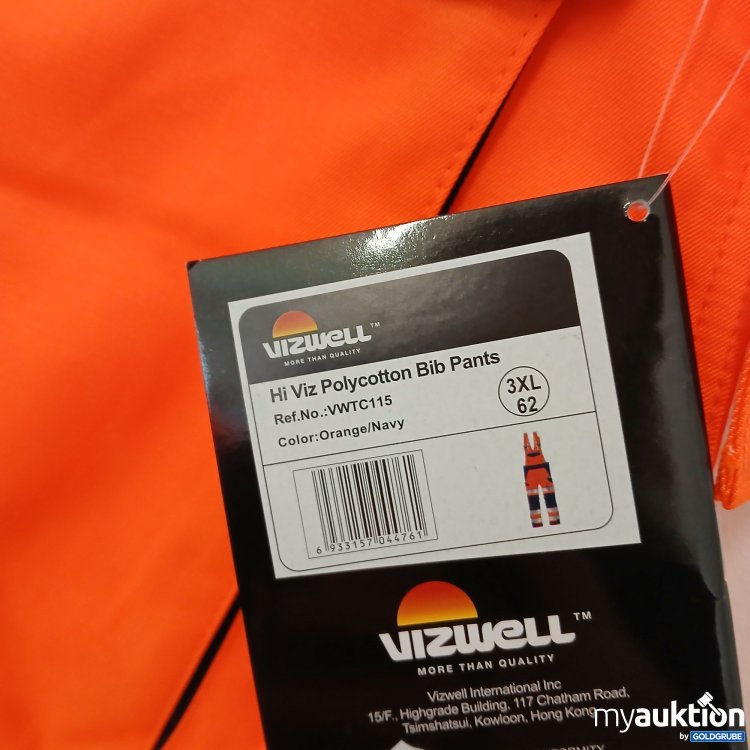 VIZWELL™
MORE THAN QUALITY
Hi Viz Polycotton Bib Pants
Ref.No.:VWTC115
Color:Orange/Navy
3XL
62
6 933157 044761
VIZWELL™
MORE THAN QUALITY
Vizwell International Inc
15/F., Highgrade Building, 117 Chatham Road,
Tsimshatsui, Kowloon, Hong Kong
myauktion
by GOLDGRUBE